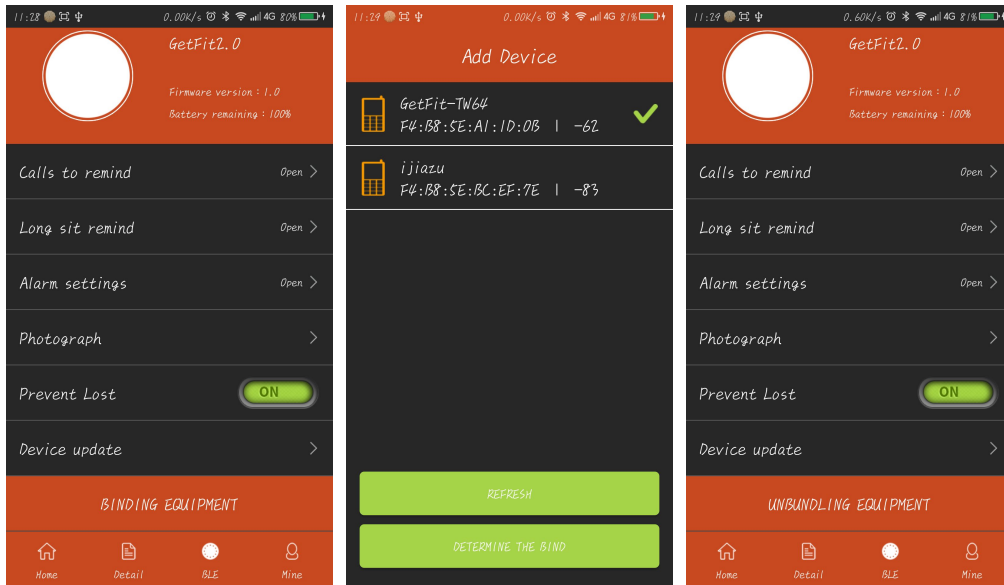 11:28
0.00K/s 4G 80%
GetFit2.0
Firmware version : 1.0
Battery remaining : 100%
Calls to remind Open
Long sit remind Open
Alarm settings Open
Photograph
Prevent Lost ON
Device update
BINDING EQUIPMENT
Home Detail BLE Mine
11:29
0.00K/s 4G 81%
Add Device
GetFit-TW64
F4:B8:5E:A1:1D:0B | -62
ijiazu
F4:B8:5E:BC:EF:7E | -83
REFRESH
DETERMINE THE BIND
11:29
0.60K/s 4G 81%
GetFit2.0
Firmware version : 1.0
Battery remaining : 100%
Calls to remind Open
Long sit remind Open
Alarm settings Open
Photograph
Prevent Lost ON
Device update
UNBUNDLING EQUIPMENT
Home Detail BLE Mine